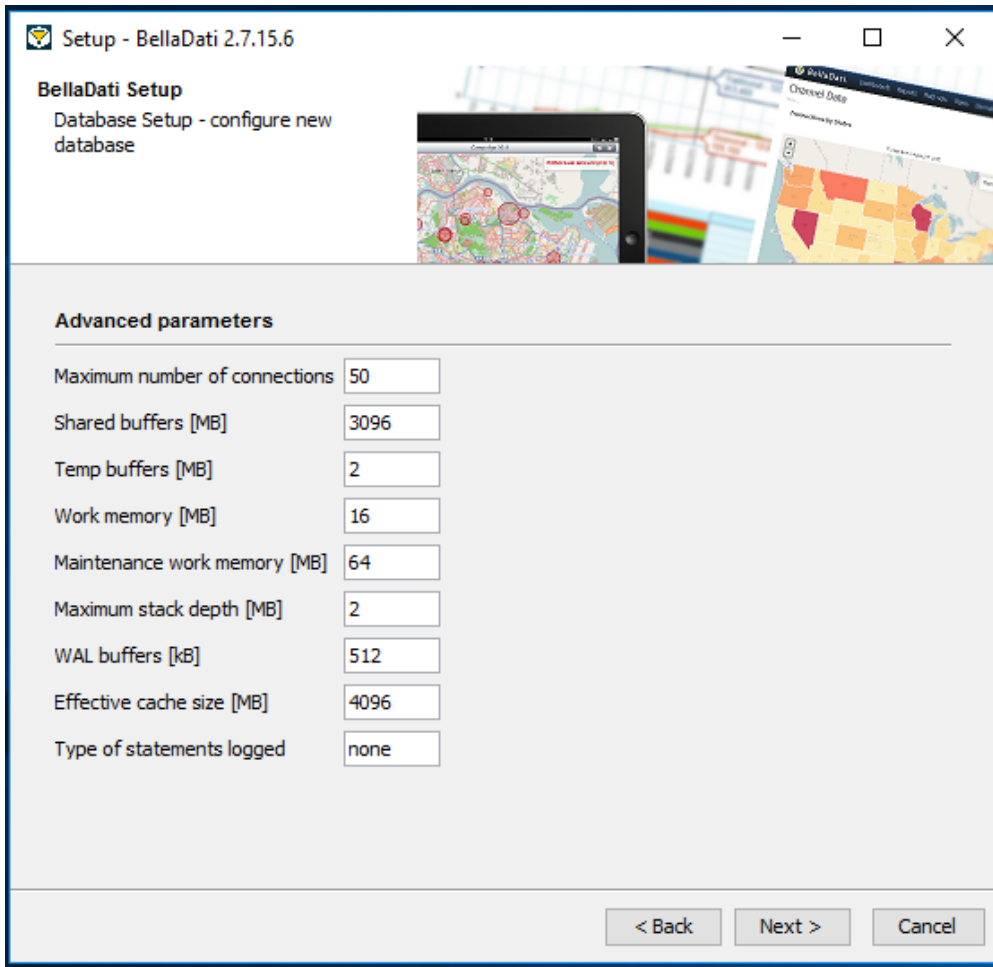 Setup - BellaDati 2.7.15.6
BellaDati Setup
Database Setup - configure new
database
BellaDati
Channel Data
Advanced parameters
Maximum number of connections 50
Shared buffers [MB] 3096
Temp buffers [MB] 2
Work memory [MB] 16
Maintenance work memory [MB] 64
Maximum stack depth [MB] 2
WAL buffers [kB] 512
Effective cache size [MB] 4096
Type of statements logged none
< Back Next > Cancel